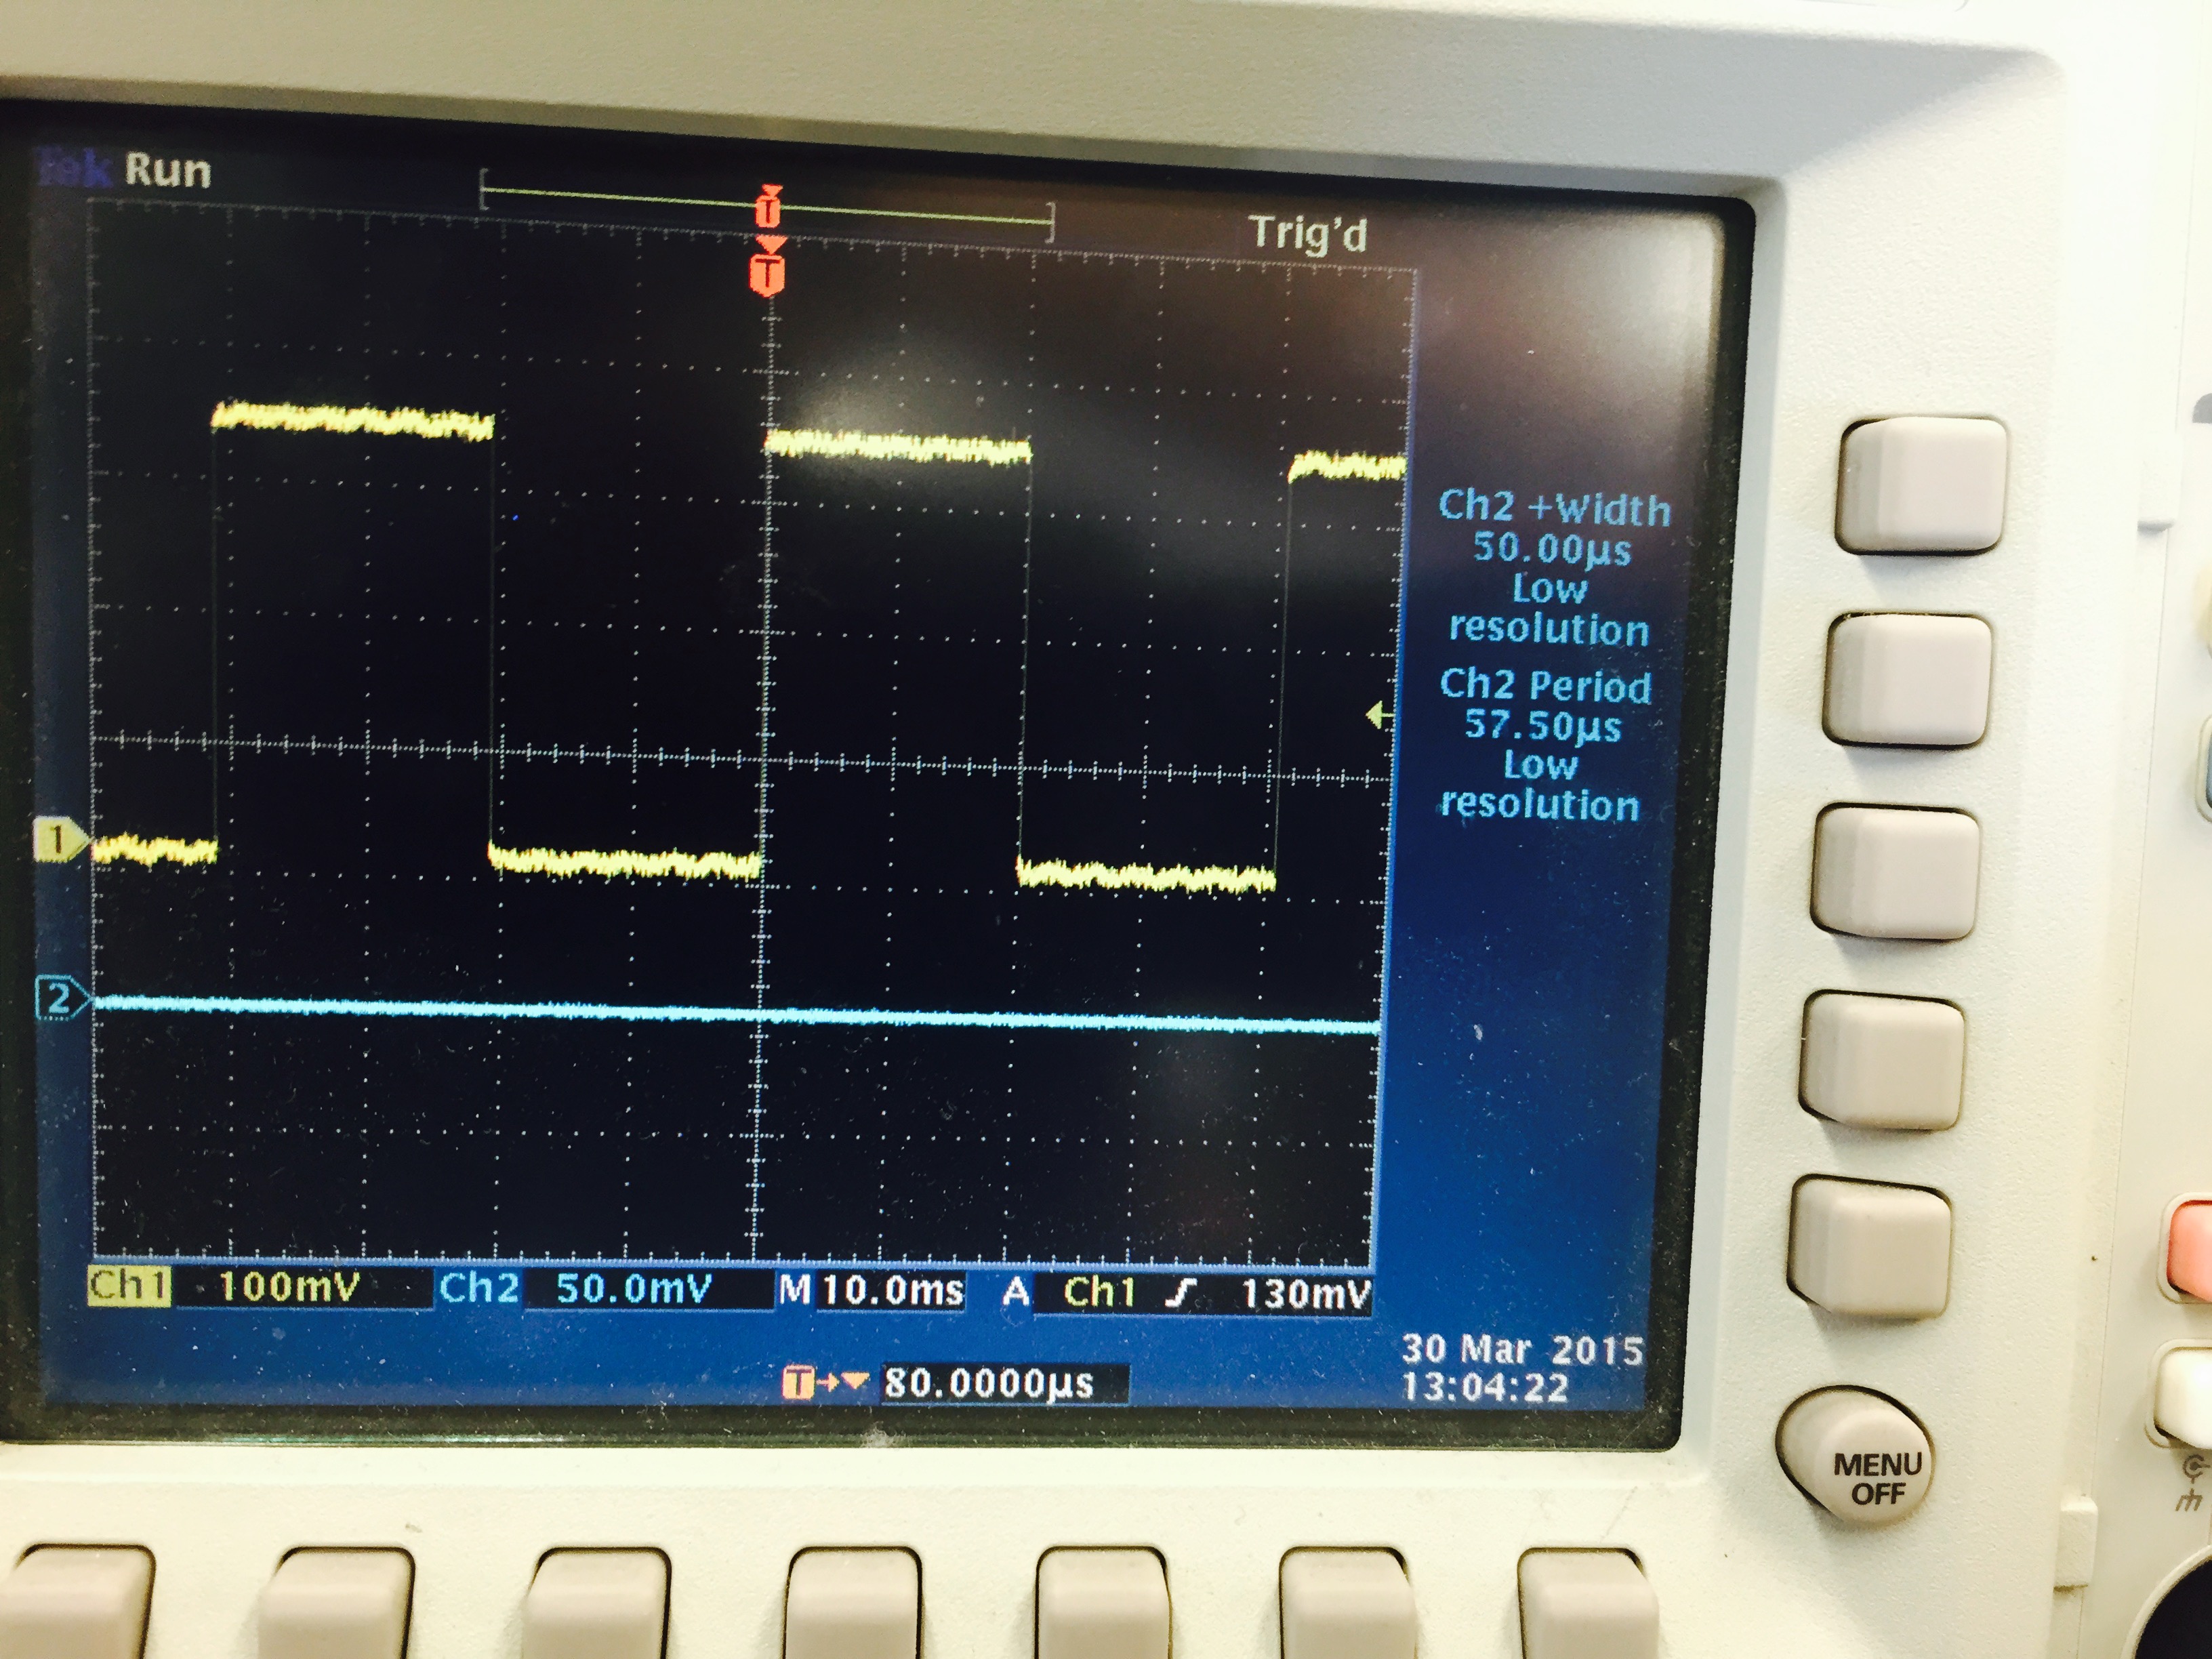 Tek Run
Trig'd
T
T
Ch2 +Width
50.00µs
Low
resolution
Ch2 Period
57.50µs
Low
resolution
1
2
Ch1 100mV Ch2 50.0mV M 10.0ms A Ch1 130mV
T 80.0000µs
30 Mar 2015
13:04:22
MENU
OFF